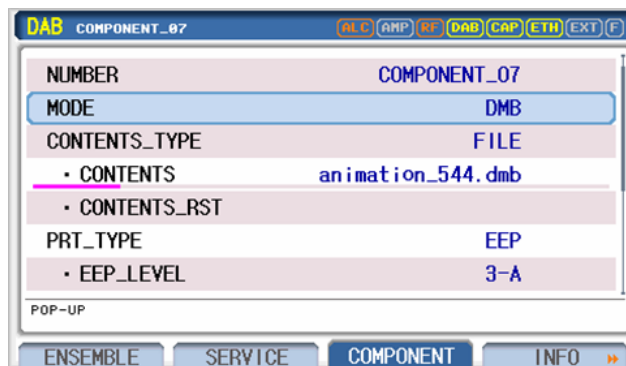 DAB COMPONENT_07 ALC AMP RF DAB CAP ETH EXT F
NUMBER COMPONENT_07
MODE DMB
CONTENTS_TYPE FILE
· CONTENTS animation_544.dmb
· CONTENTS_RST
PRT_TYPE EEP
· EEP_LEVEL 3-A
POP-UP
ENSEMBLE SERVICE COMPONENT INFO